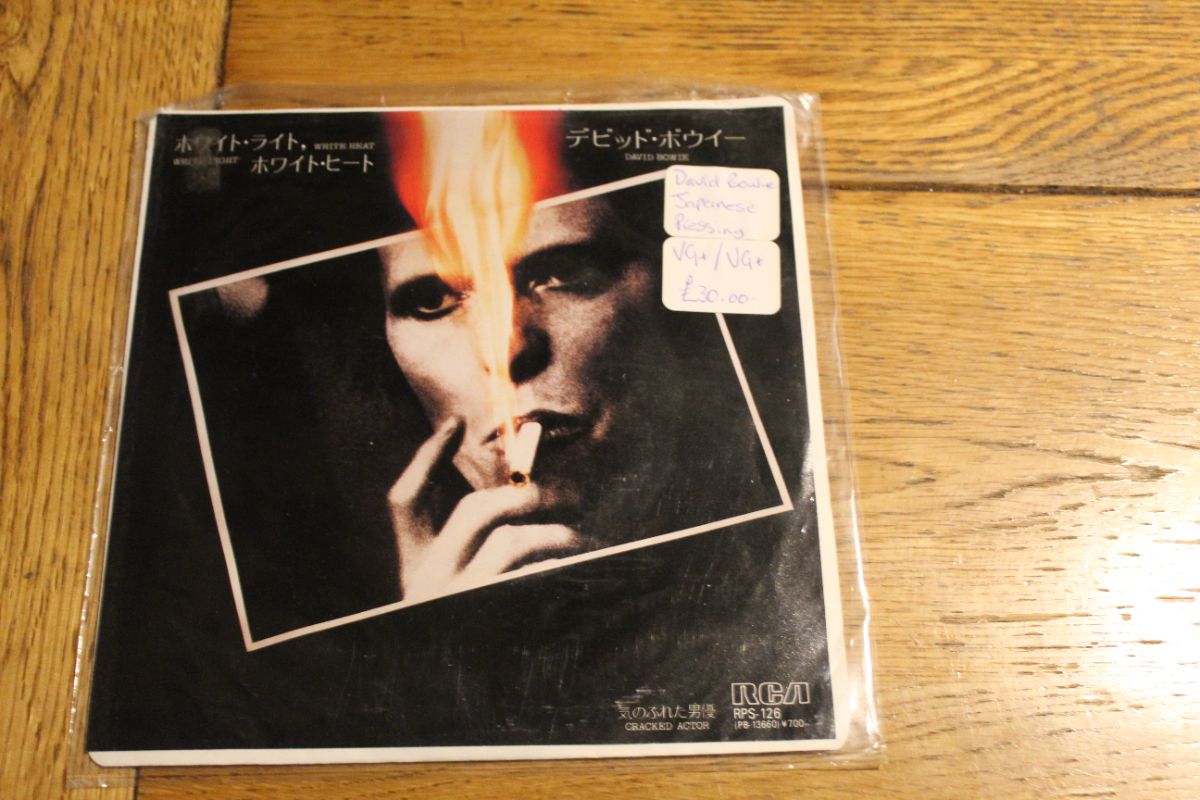 ホワイト・ライト, WHITE HEAT
WHITE LIGHT ホワイト・ヒート
デビッド・ボウイー
DAVID BOWIE
David Bowie
Japanese
Pressing
VG+/VG+
£30.00
気のふれた男優
CRACKED ACTOR
RCA
RPS-126
(PB-13660) ¥700